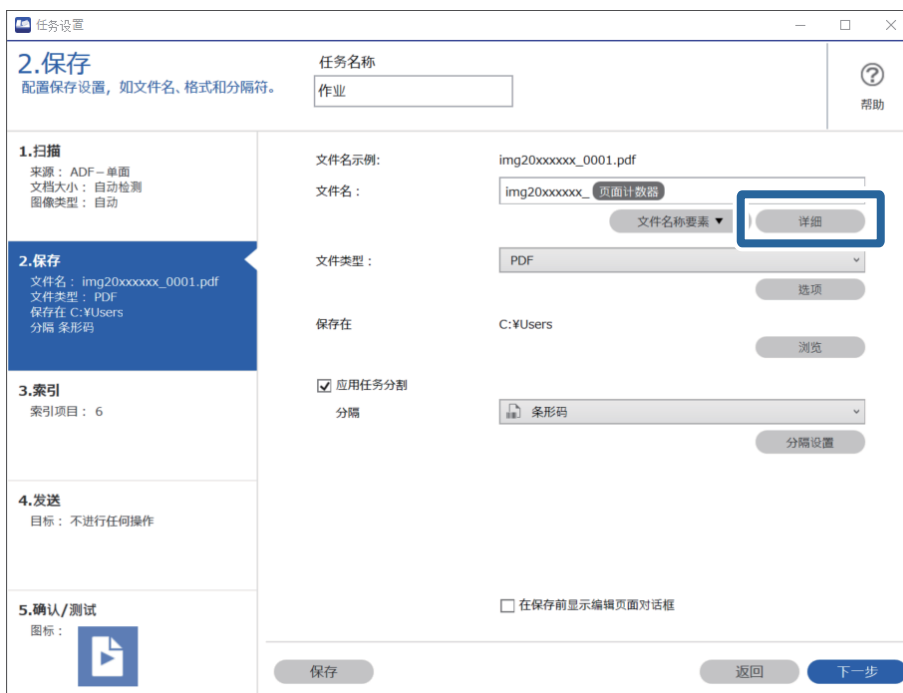 任务设置
2.保存
配置保存设置，如文件名、格式和分隔符。
任务名称
作业
帮助
1.扫描
来源： ADF－单面
文档大小： 自动检测
图像类型： 自动
2.保存
文件名： img20xxxxxx_0001.pdf
文件类型： PDF
保存在 C:¥Users
分隔 条形码
3.索引
索引项目： 6
4.发送
目标： 不进行任何操作
5.确认/测试
图标：
文件名示例:
img20xxxxxx_0001.pdf
文件名：
img20xxxxxx_ 页面计数器
文件名称要素 ▼
详细
文件类型：
PDF
选项
保存在
C:¥Users
浏览
应用任务分割
分隔
条形码
分隔设置
在保存前显示编辑页面对话框
保存
返回
下一步